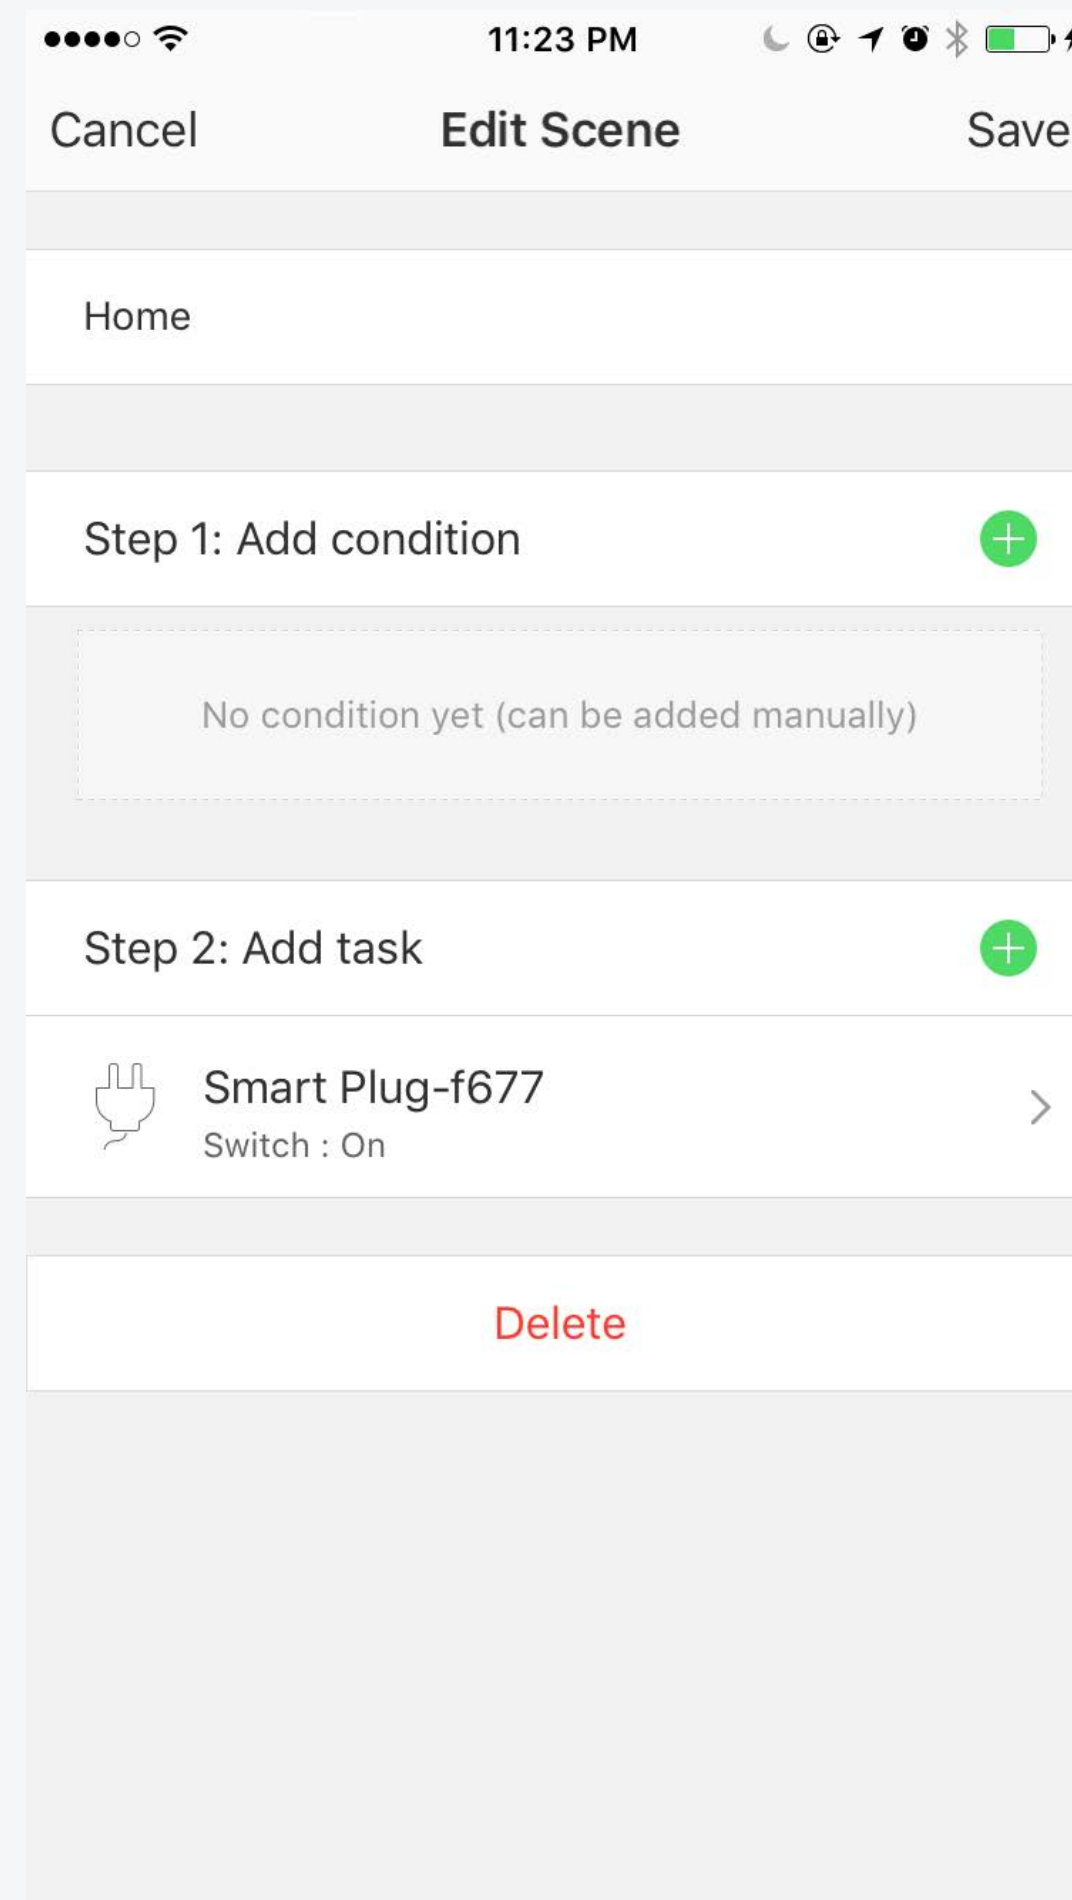 11:23 PM
Cancel
Edit Scene
Save
Home
Step 1: Add condition
No condition yet (can be added manually)
Step 2: Add task
Smart Plug-f677
Switch : On
Delete